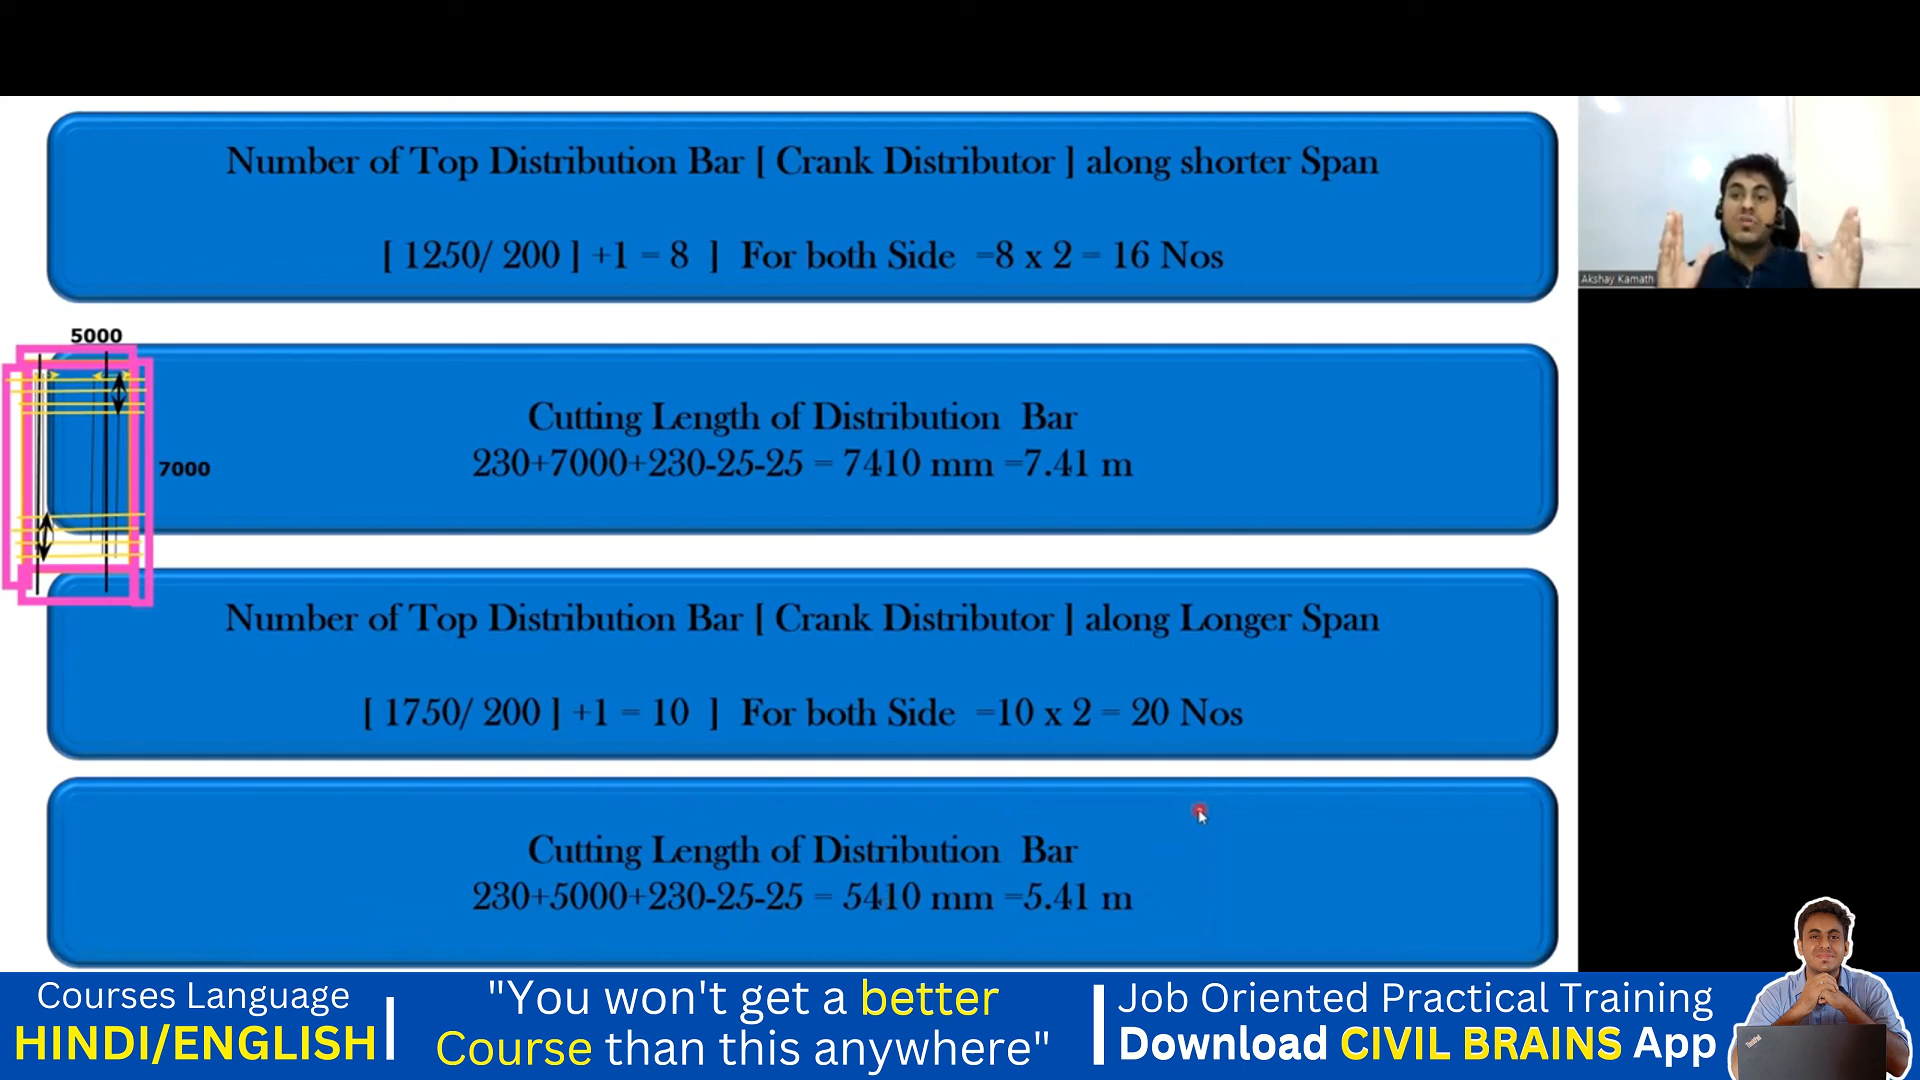 Number of Top Distribution Bar [ Crank Distributor ] along shorter Span
[ 1250/ 200 ] +1 = 8 ] For both Side =8 x 2 = 16 Nos
Akshay Kamath
5000
Cutting Length of Distribution Bar
230+7000+230-25-25 = 7410 mm =7.41 m
7000
Number of Top Distribution Bar [ Crank Distributor ] along Longer Span
[ 1750/ 200 ] +1 = 10 ] For both Side =10 x 2 = 20 Nos
Cutting Length of Distribution Bar
230+5000+230-25-25 = 5410 mm =5.41 m
Courses Language
HINDI/ENGLISH
"You won't get a better
Course than this anywhere"
Job Oriented Practical Training
Download CIVIL BRAINS App
ThinkPad